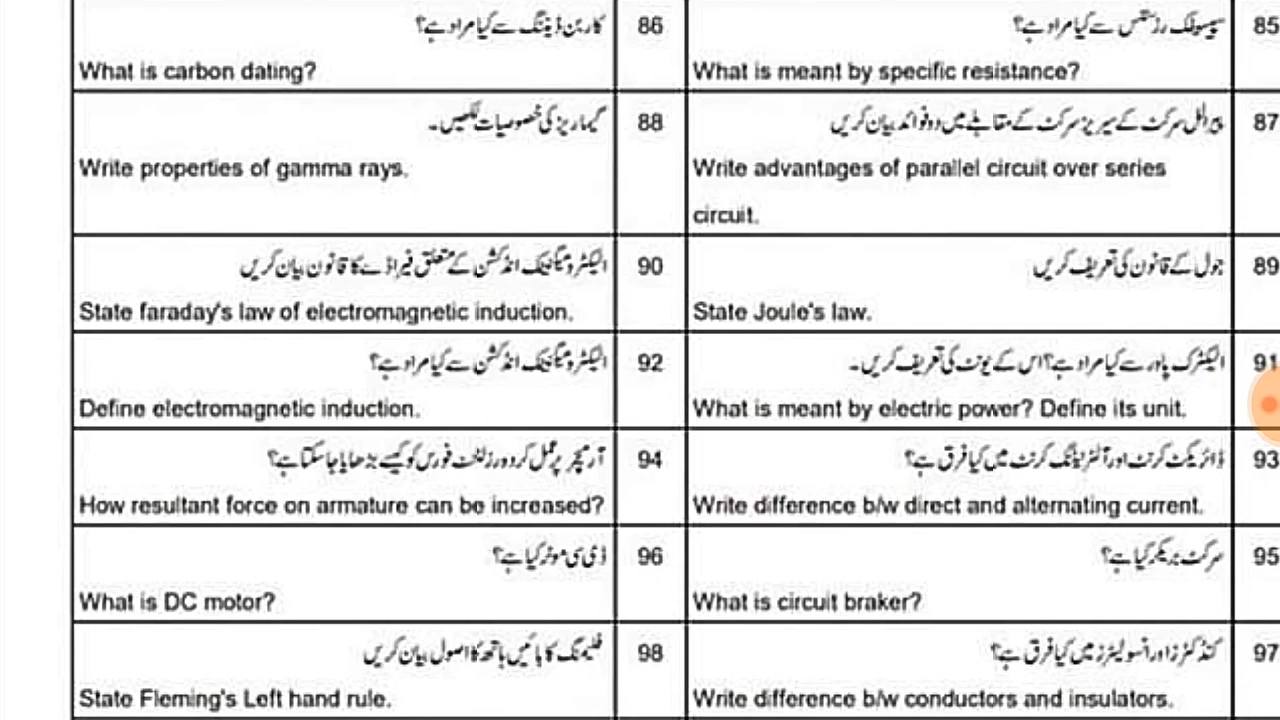 سپیسیفک رزسٹنس سے کیا مراد ہے؟
85
What is meant by specific resistance?
کاربن ڈیٹنگ سے کیا مراد ہے؟
86
What is carbon dating?
پیرالل سرکٹ کے سیریز سرکٹ کے مقابلے میں دو فوائد بیان کریں
87
Write advantages of parallel circuit over series
circuit.
گیما ریز کی خصوصیات لکھیں۔
88
Write properties of gamma rays.
جول کے قانون کی تعریف کریں
89
State Joule's law.
الیکٹرومیگنیٹک انڈکشن کے متعلق فیراڈے کا قانون بیان کریں
90
State faraday's law of electromagnetic induction.
الیکٹرک پاور سے کیا مراد ہے؟ اس کے یونٹ کی تعریف کریں۔
91
What is meant by electric power? Define its unit.
الیکٹرومیگنیٹک انڈکشن سے کیا مراد ہے؟
92
Define electromagnetic induction.
ڈائریکٹ کرنٹ اور آلٹرنیٹنگ کرنٹ میں کیا فرق ہے؟
93
Write difference b/w direct and alternating current.
آرمیچر پر عمل کردہ رزلٹنٹ فورس کو کیسے بڑھایا جا سکتا ہے؟
94
How resultant force on armature can be increased?
سرکٹ بریکر کیا ہے؟
95
What is circuit braker?
ڈی سی موٹر کیا ہے؟
96
What is DC motor?
کنڈکٹرز اور انسولیٹرز میں کیا فرق ہے؟
97
Write difference b/w conductors and insulators.
فلیمنگ کا بائیں ہاتھ کا اصول بیان کریں
98
State Fleming's Left hand rule.